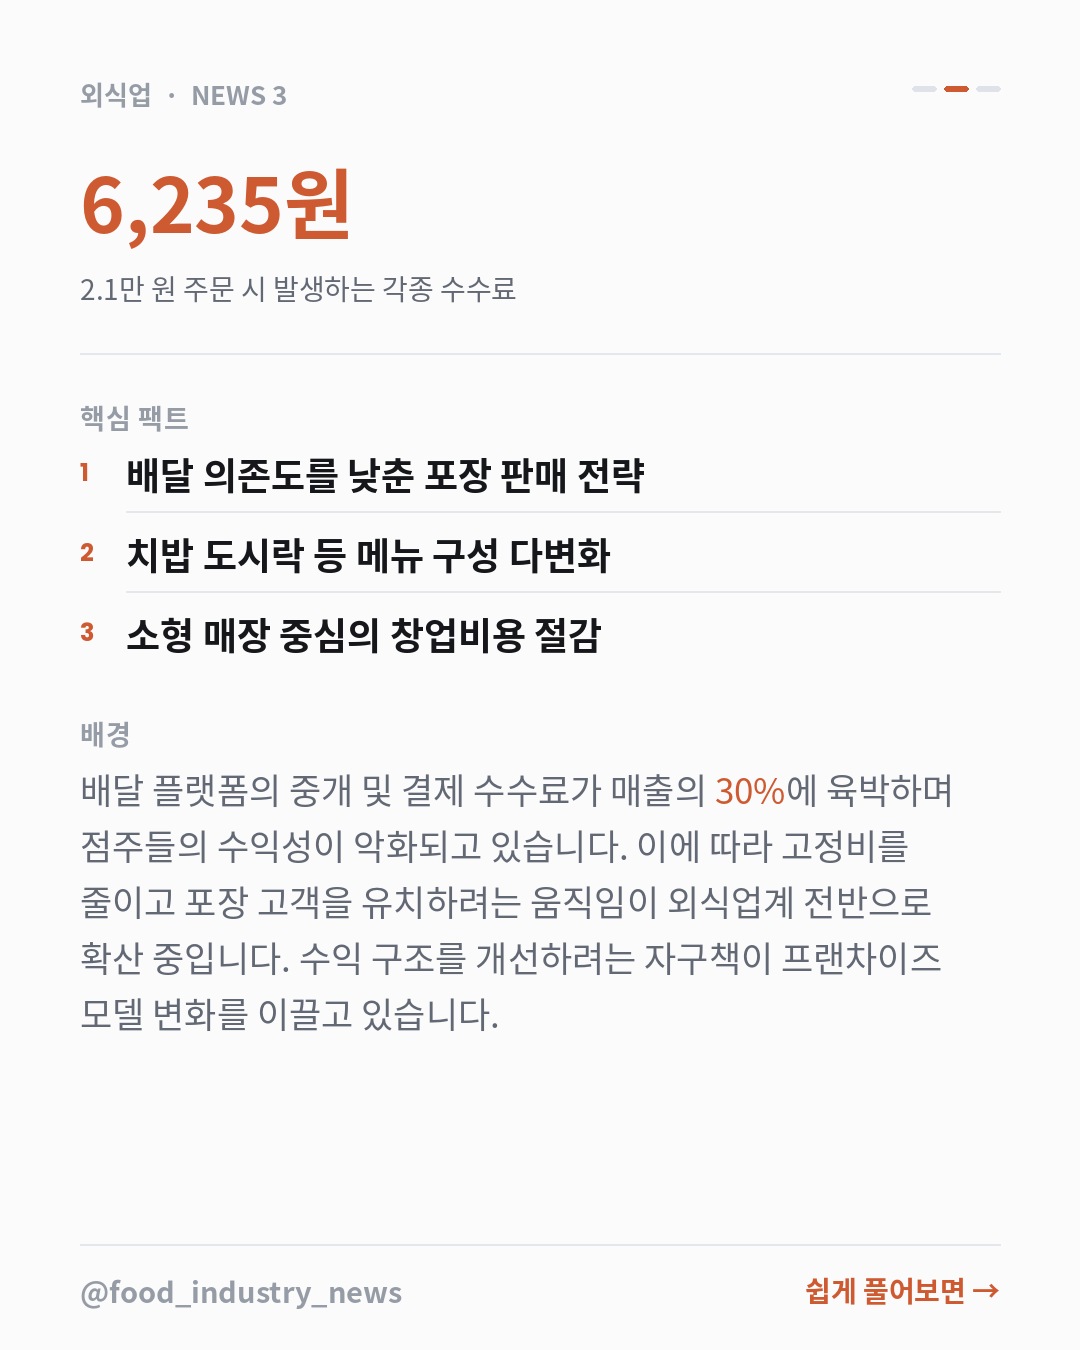 외식업 · NEWS 3
6,235원
2.1만 원 주문 시 발생하는 각종 수수료
핵심 팩트
1 배달 의존도를 낮춘 포장 판매 전략
2 치밥 도시락 등 메뉴 구성 다변화
3 소형 매장 중심의 창업비용 절감
배경
배달 플랫폼의 중개 및 결제 수수료가 매출의 30%에 육박하며
점주들의 수익성이 악화되고 있습니다. 이에 따라 고정비를
줄이고 포장 고객을 유치하려는 움직임이 외식업계 전반으로
확산 중입니다. 수익 구조를 개선하려는 자구책이 프랜차이즈
모델 변화를 이끌고 있습니다.
@food_industry_news
쉽게 풀어보면 →